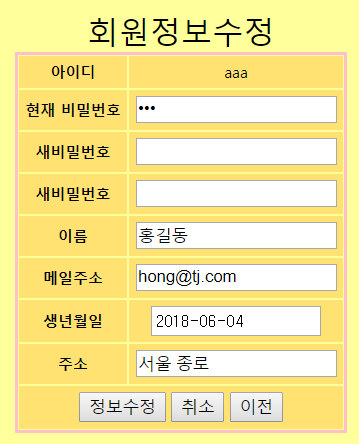 회원정보수정
아이디 aaa
현재 비밀번호 •••
새비밀번호
새비밀번호
이름 홍길동
메일주소 hong@tj.com
생년월일 2018-06-04
주소 서울 종로
정보수정 취소 이전